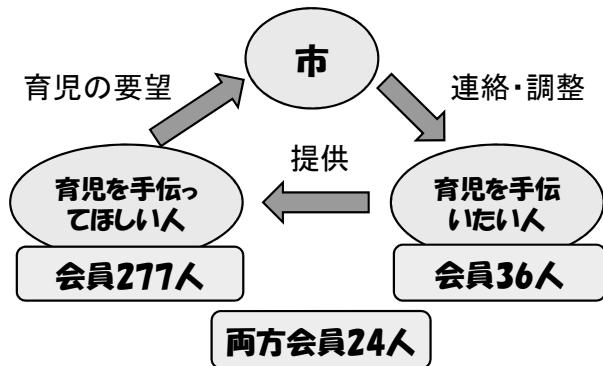 市
育児の要望
連絡・調整
提供
育児を手伝っ
てほしい人
育児を手伝
いたい人
会員277人
会員36人
両方会員24人